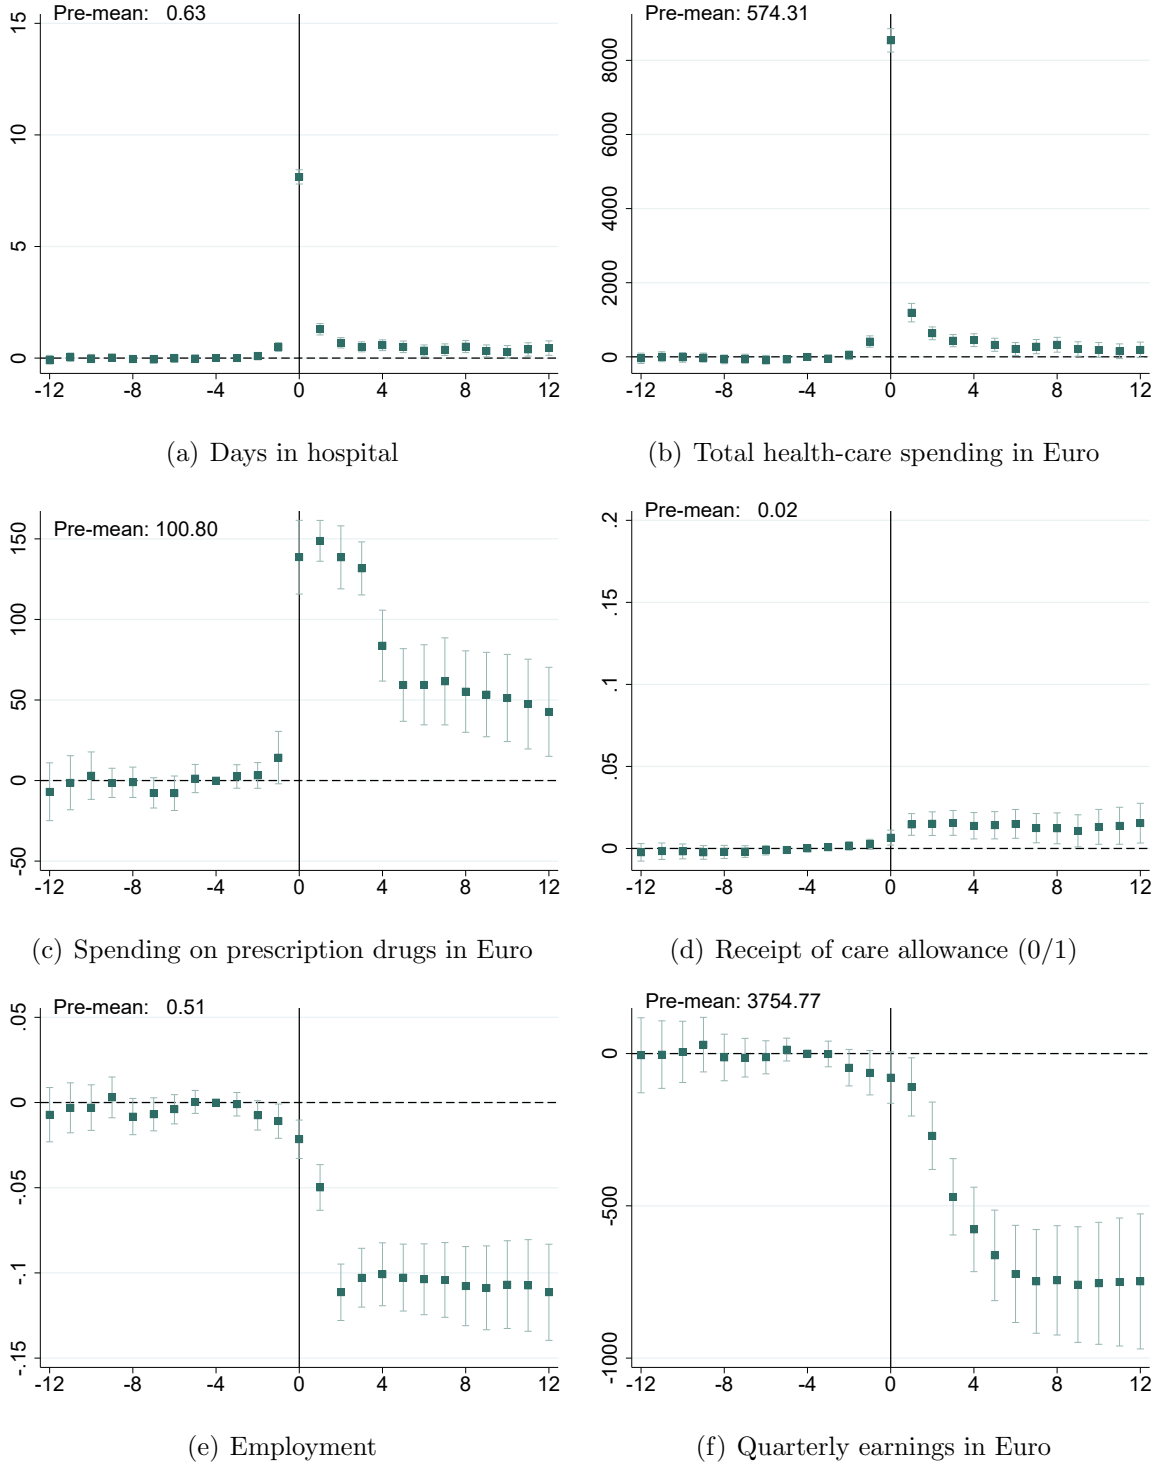 Pre-mean: 0.63
15
10
5
0
-12 -8 -4 0 4 8 12
(a) Days in hospital
Pre-mean: 574.31
8000
6000
4000
2000
0
-12 -8 -4 0 4 8 12
(b) Total health-care spending in Euro
Pre-mean: 100.80
150
100
50
0
-50
-12 -8 -4 0 4 8 12
(c) Spending on prescription drugs in Euro
Pre-mean: 0.02
.2
.15
.1
.05
0
-12 -8 -4 0 4 8 12
(d) Receipt of care allowance (0/1)
Pre-mean: 0.51
.05
0
-.05
-.1
-.15
-12 -8 -4 0 4 8 12
(e) Employment
Pre-mean: 3754.77
0
-500
-1000
-12 -8 -4 0 4 8 12
(f) Quarterly earnings in Euro